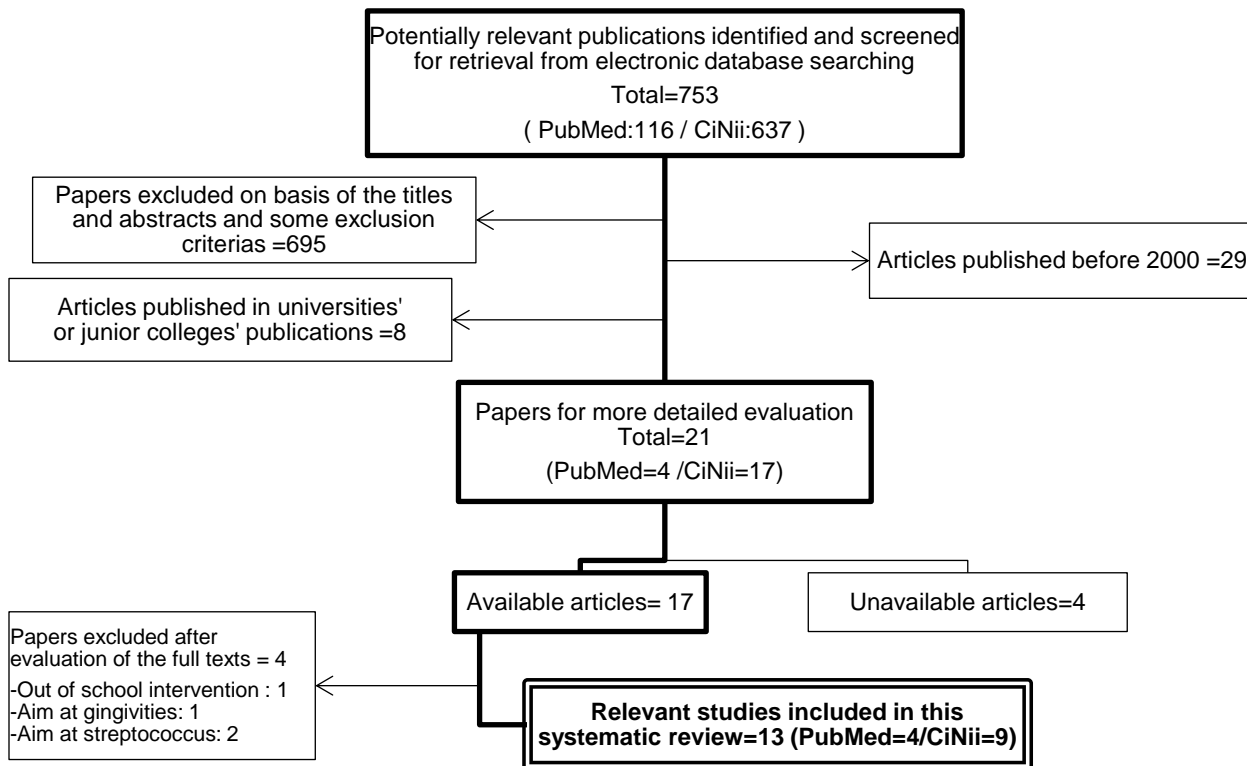 Potentially relevant publications identified and screened
for retrieval from electronic database searching
Total=753
( PubMed:116 / CiNii:637 )
Papers excluded on basis of the titles
and abstracts and some exclusion
criterias =695
Articles published before 2000 =29
Articles published in universities'
or junior colleges' publications =8
Papers for more detailed evaluation
Total=21
(PubMed=4 /CiNii=17)
Available articles= 17
Unavailable articles=4
Papers excluded after
evaluation of the full texts = 4
-Out of school intervention : 1
-Aim at gingivities: 1
-Aim at streptococcus: 2
Relevant studies included in this
systematic review=13 (PubMed=4/CiNii=9)